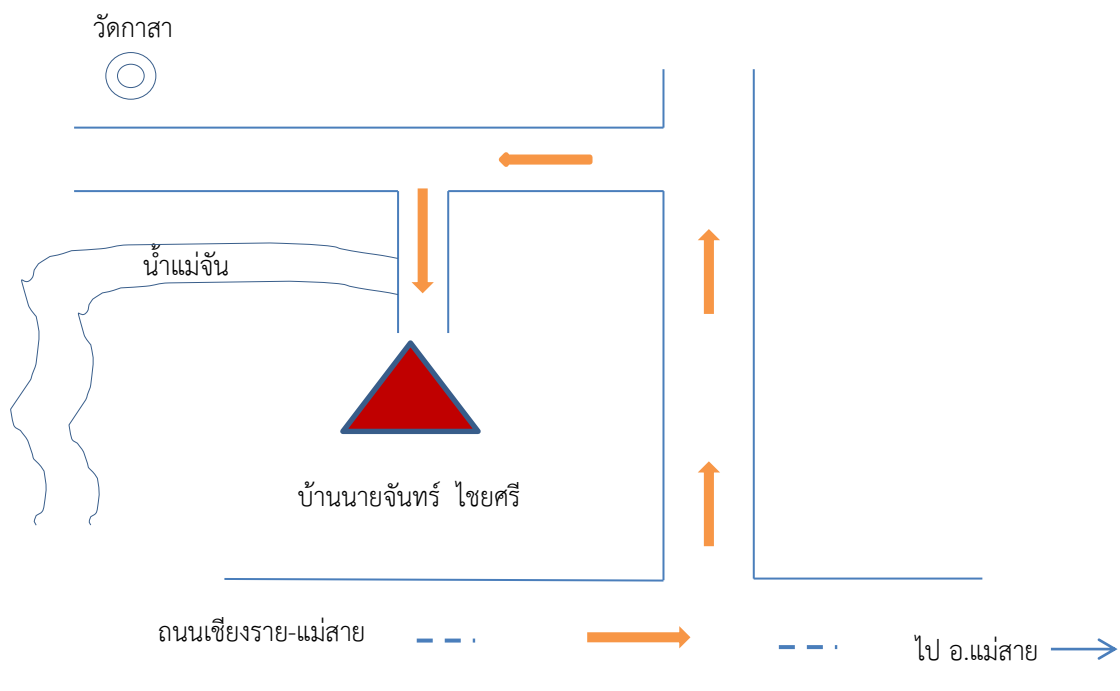 วัดกาสา
น้ำแม่จัน
บ้านนายจันทร์ ไชยศรี
ถนนเชียงราย-แม่สาย
ไป อ.แม่สาย